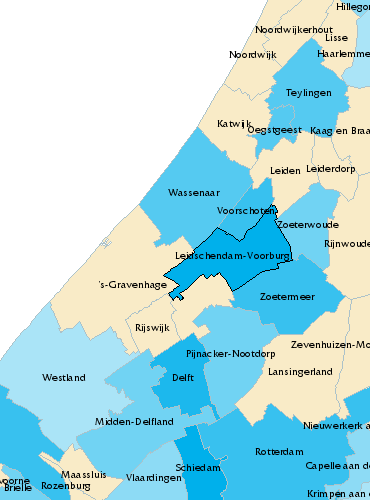 Hillegom
Noordwijkerhout
Lisse
Noordwijk
Haarlemme
Teylingen
Katwijk
Oegstgeest
Kaag en Braa
Leiden
Leiderdorp
Wassenaar
Voorschoten
Zoeterwoude
Rijnwoude
Leidschendam-Voorburg
's-Gravenhage
Zoetermeer
Rijswijk
Zevenhuizen-Mo
Pijnacker-Nootdorp
Lansingerland
Westland
Delft
Midden-Delfland
Nieuwerkerk a
Rotterdam
Capelle aan de
Maassluis
Schiedam
Vlaardingen
voorne
Brielle
Rozenburg
Krimpen aan d